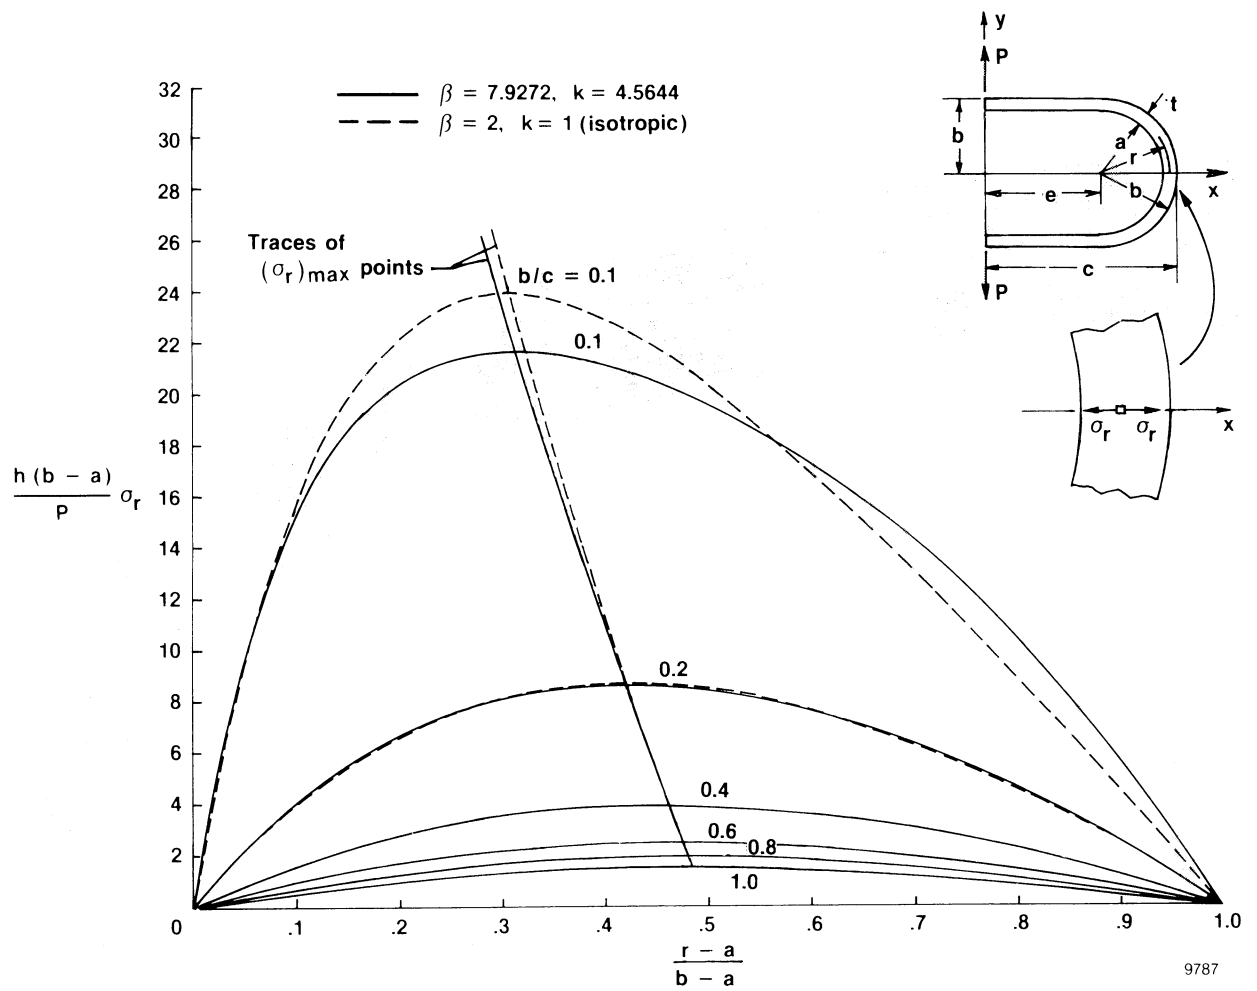 β = 7.9272, k = 4.5644
β = 2, k = 1 (isotropic)
Traces of
(σr)max points
b/c = 0.1
0.1
0.2
0.4
0.6
0.8
1.0
h (b − a)
P
σr
32
30
28
26
24
22
20
18
16
14
12
10
8
6
4
2
0
.1
.2
.3
.4
.5
.6
.7
.8
.9
1.0
r − a
b − a
y
P
t
b
a
r
b
x
e
c
P
σr
σr
x
9787